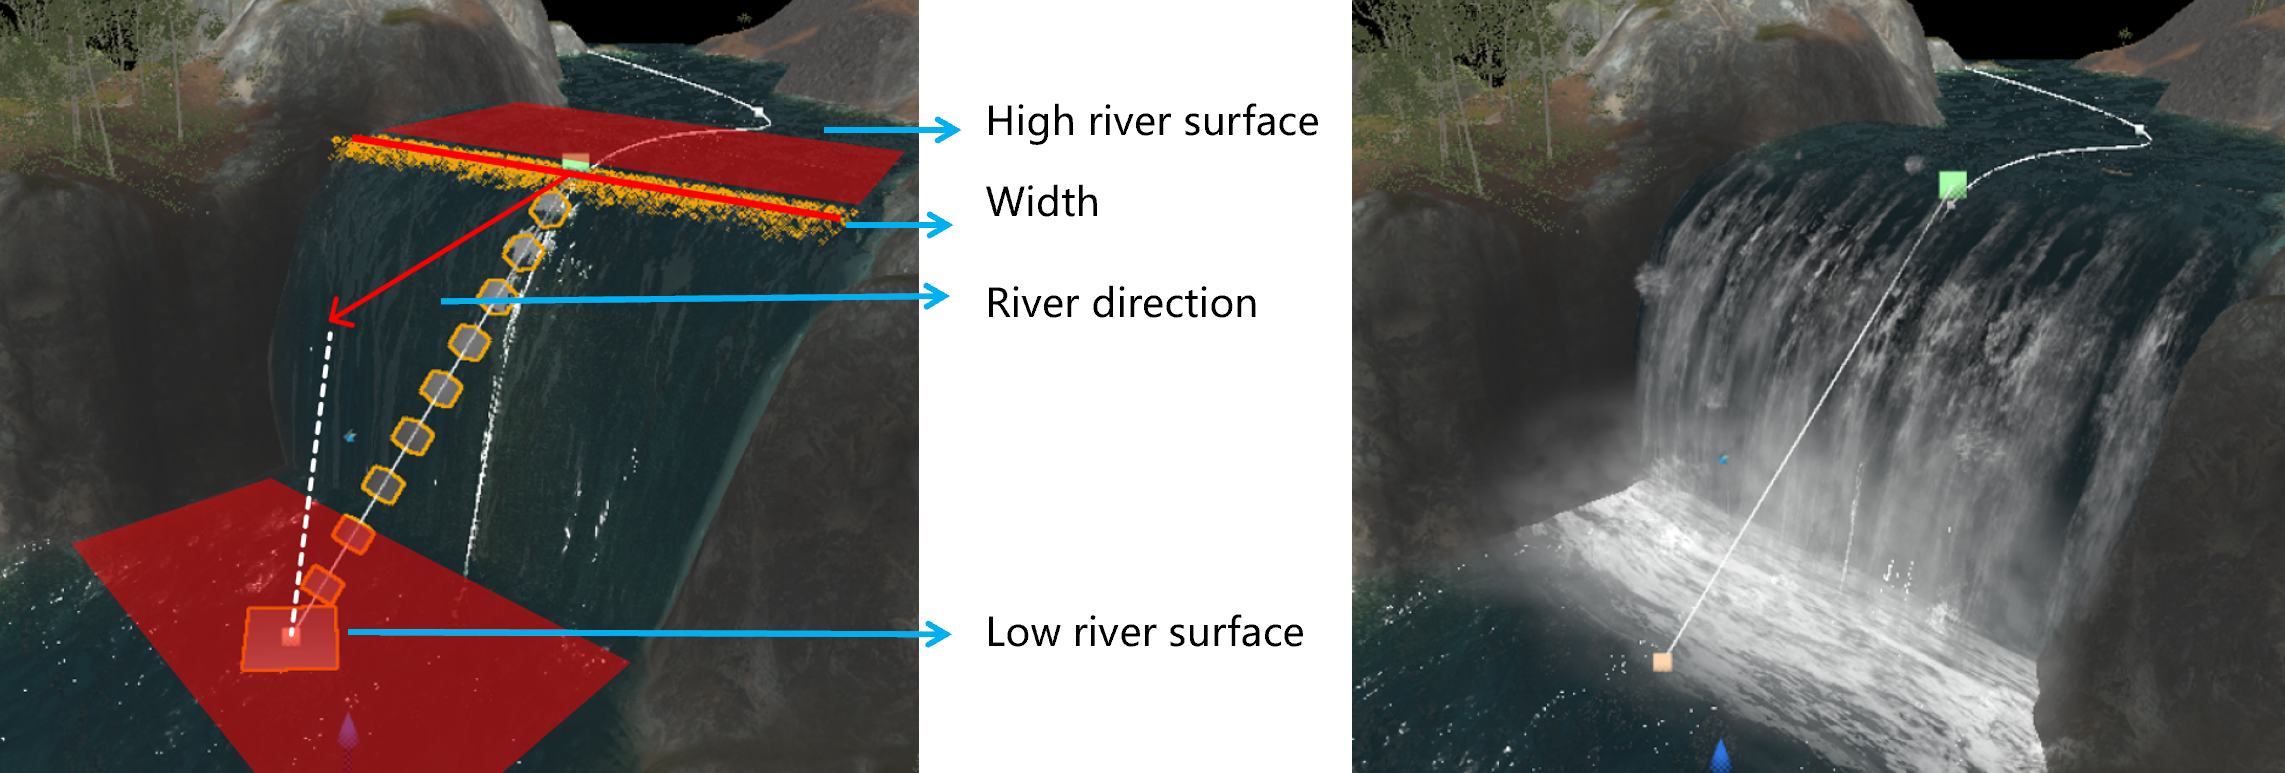 High river surface
Width
River direction
Low river surface